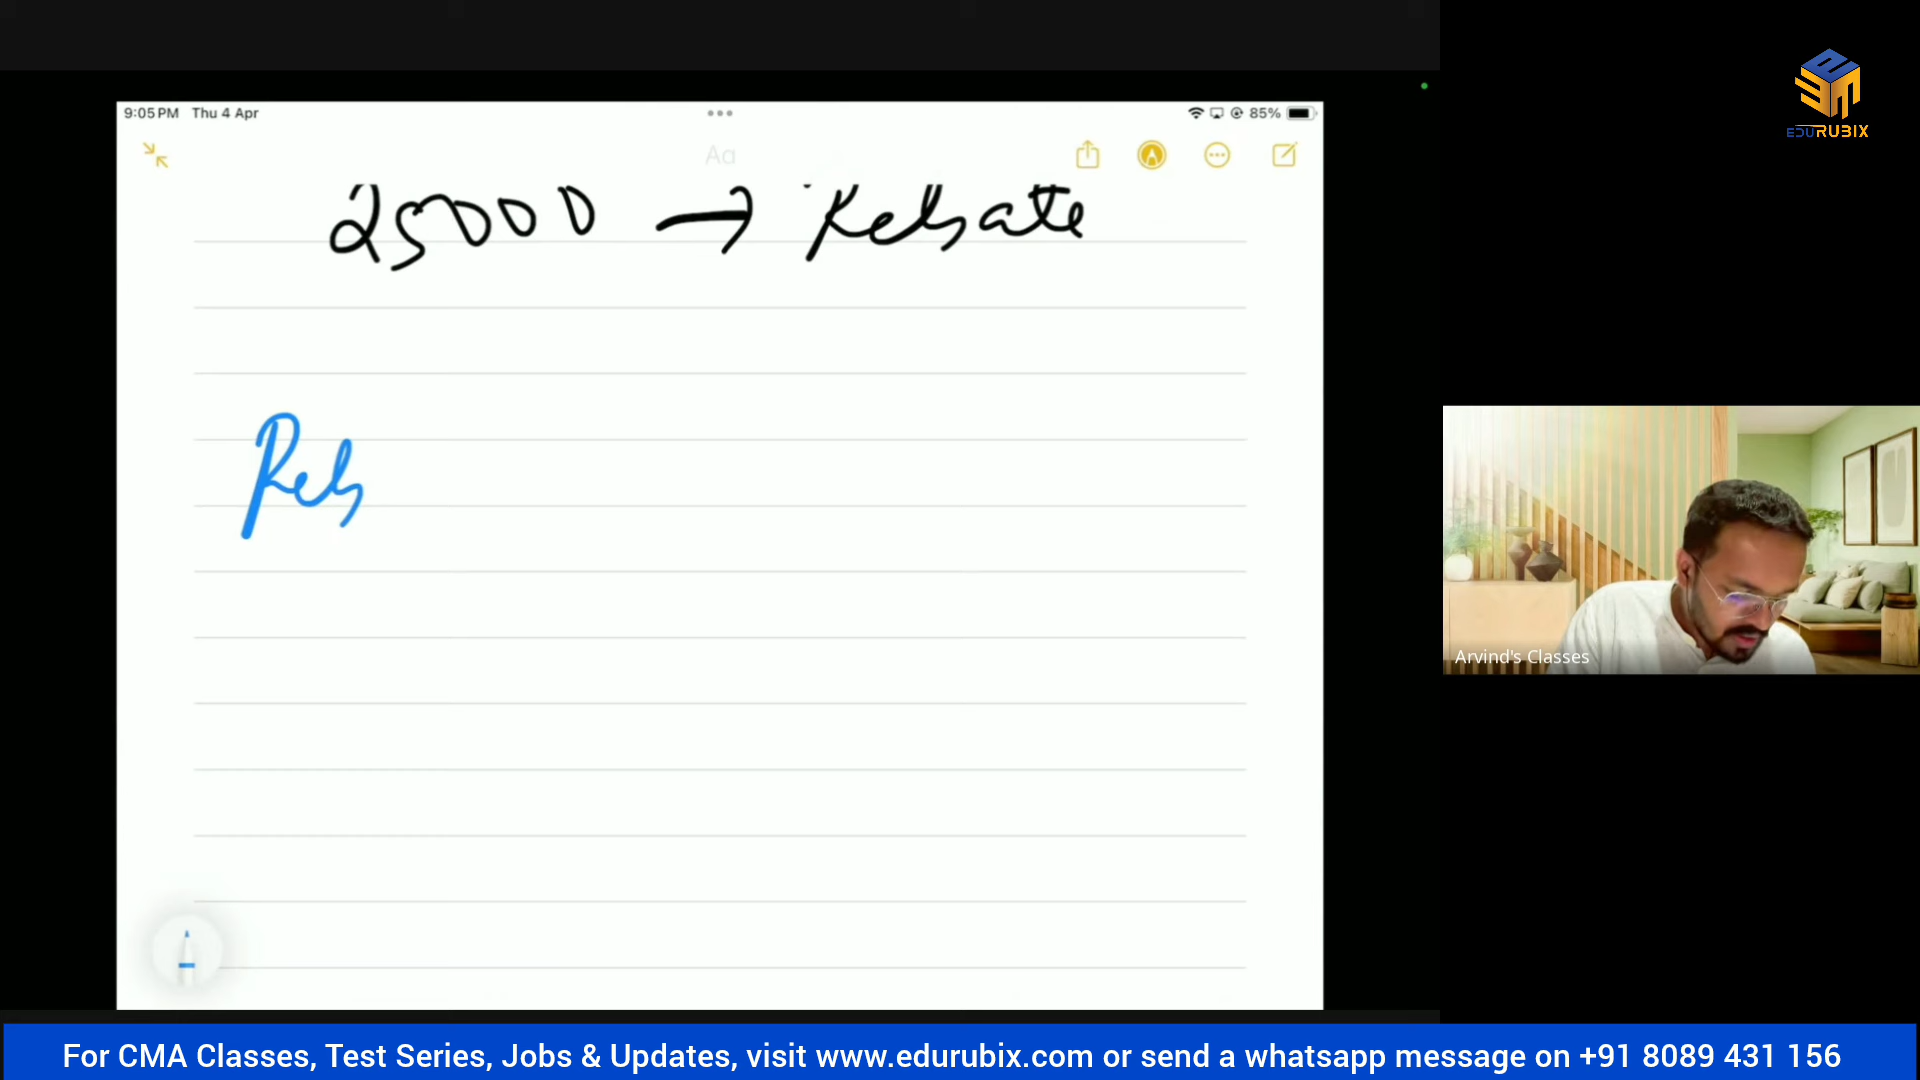 EDURUBIX
9:05 PM Thu 4 Apr
85%
Aa
25000 → Rebate
Reb
Arvind's Classes
For CMA Classes, Test Series, Jobs & Updates, visit www.edurubix.com or send a whatsapp message on +91 8089 431 156